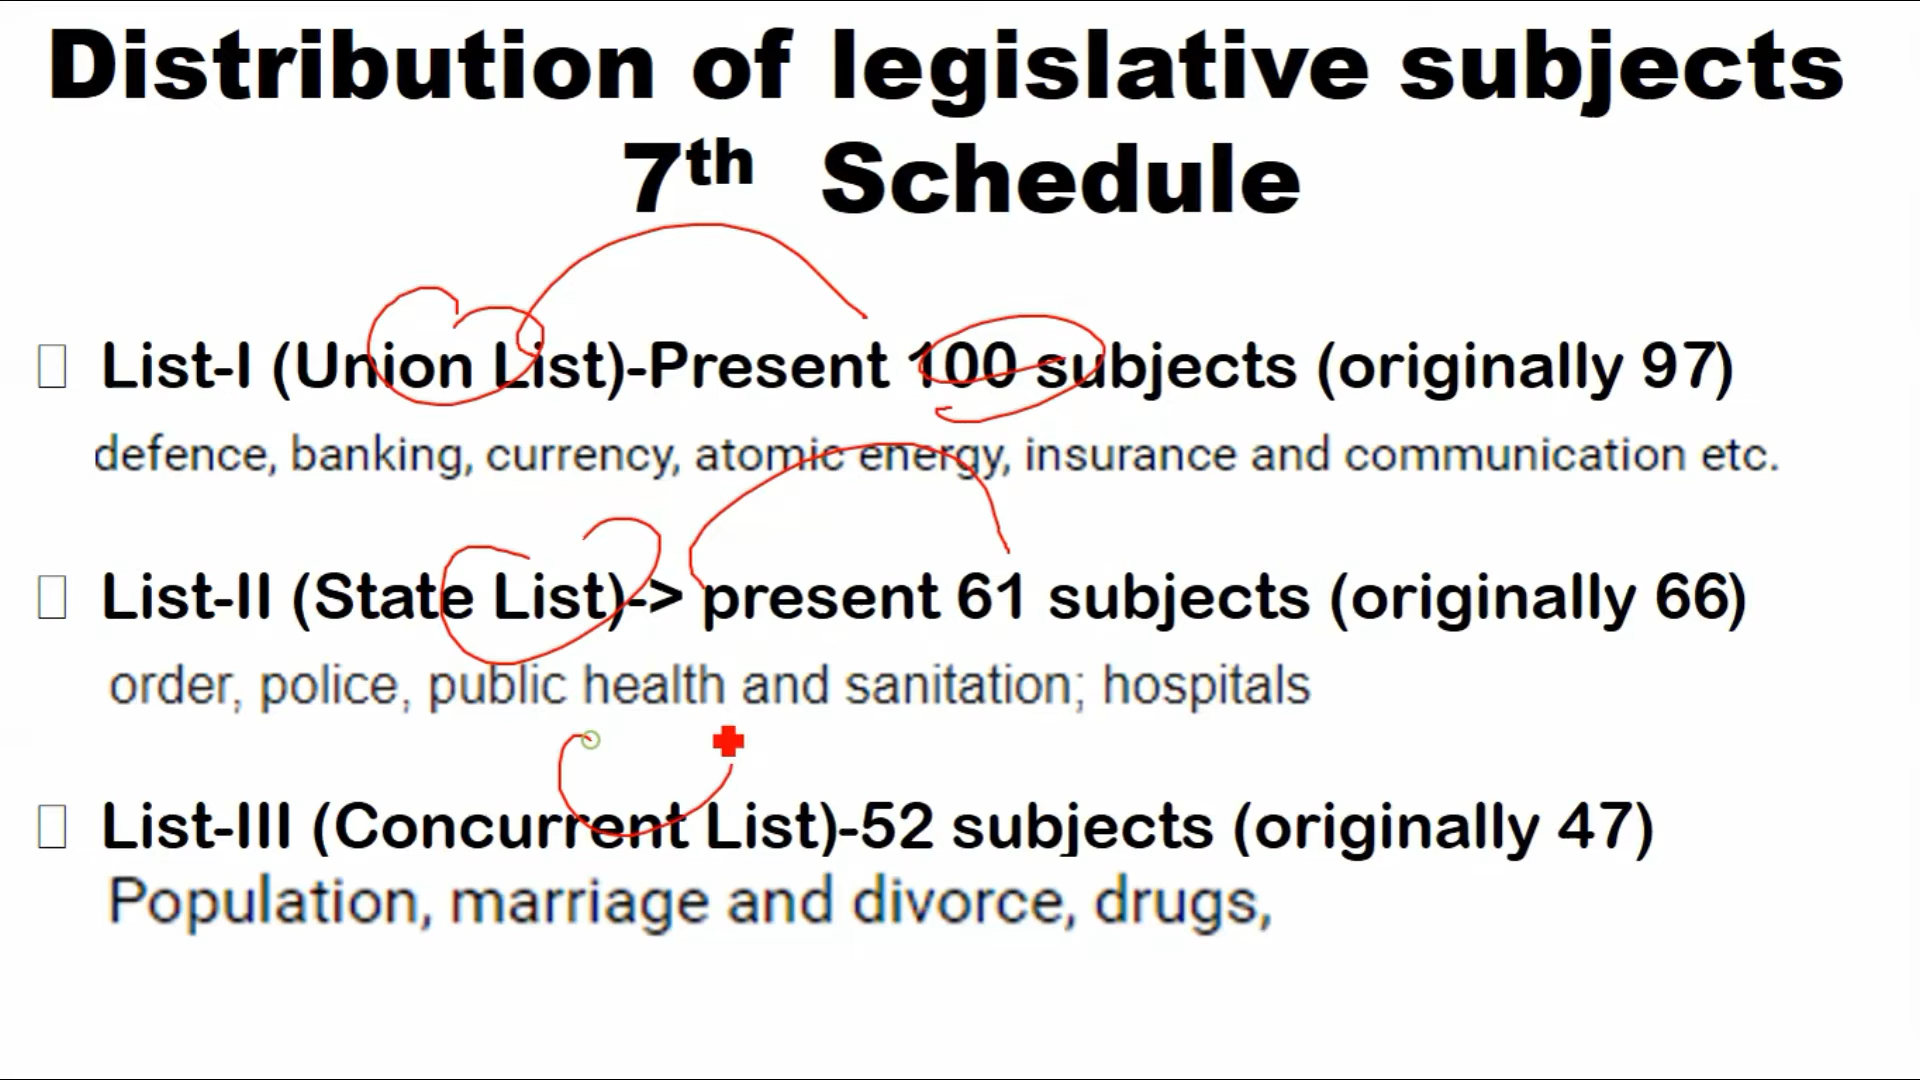 Distribution of legislative subjects
7th Schedule
List-I (Union List)-Present 100 subjects (originally 97)
defence, banking, currency, atomic energy, insurance and communication etc.
List-II (State List)-> present 61 subjects (originally 66)
order, police, public health and sanitation; hospitals
List-III (Concurrent List)-52 subjects (originally 47)
Population, marriage and divorce, drugs,